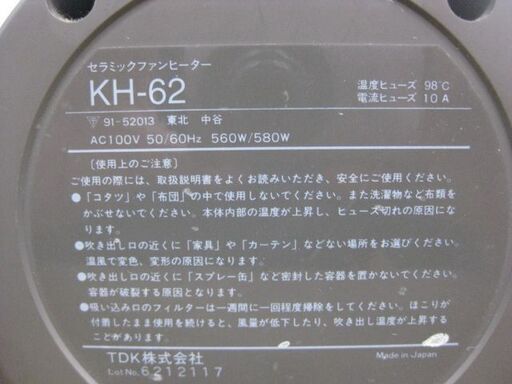 セラミックファンヒーター
KH-62
温度ヒューズ 98℃
電流ヒューズ 10A
91-52013 東北 中谷
AC100V 50/60Hz 560W/580W
〔使用上のご注意〕
ご使用の際には、取扱説明書をよくお読みいただき、安全にご使用ください。
●「コタツ」や「布団」の中で使用しないでください。また洗濯物など布類を
かぶせないでください。本体内部の温度が上昇し、ヒューズ切れの原因にな
ります。
●吹き出し口の近くに「家具」や「カーテン」などない場所をお選びください。
温風で変色、変形の原因になります。
●吹き出し口の近くに「スプレー缶」など密封した容器を置かないでください。
容器が破裂する原因となります。
●吸い込み口のフィルターは一週間に一回程度掃除をしてください。ほこりが
付着したまま使用を続けると、風量が低下したり、吹き出し温度が上昇する
ことがあります。
TDK株式会社
Made in Japan
Lot No. 6212117